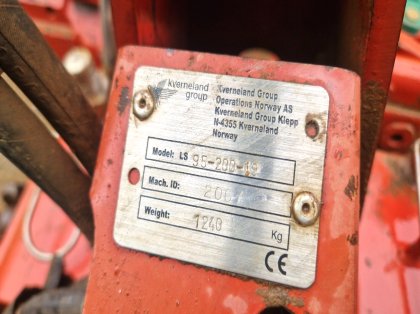 kverneland
group
Kverneland Group
Operations Norway AS
Kverneland Group Klepp
N-4355 Kvernaland
Norway
Model: LS 95-200-
Mach. ID:
Weight: 1240 Kg
CE